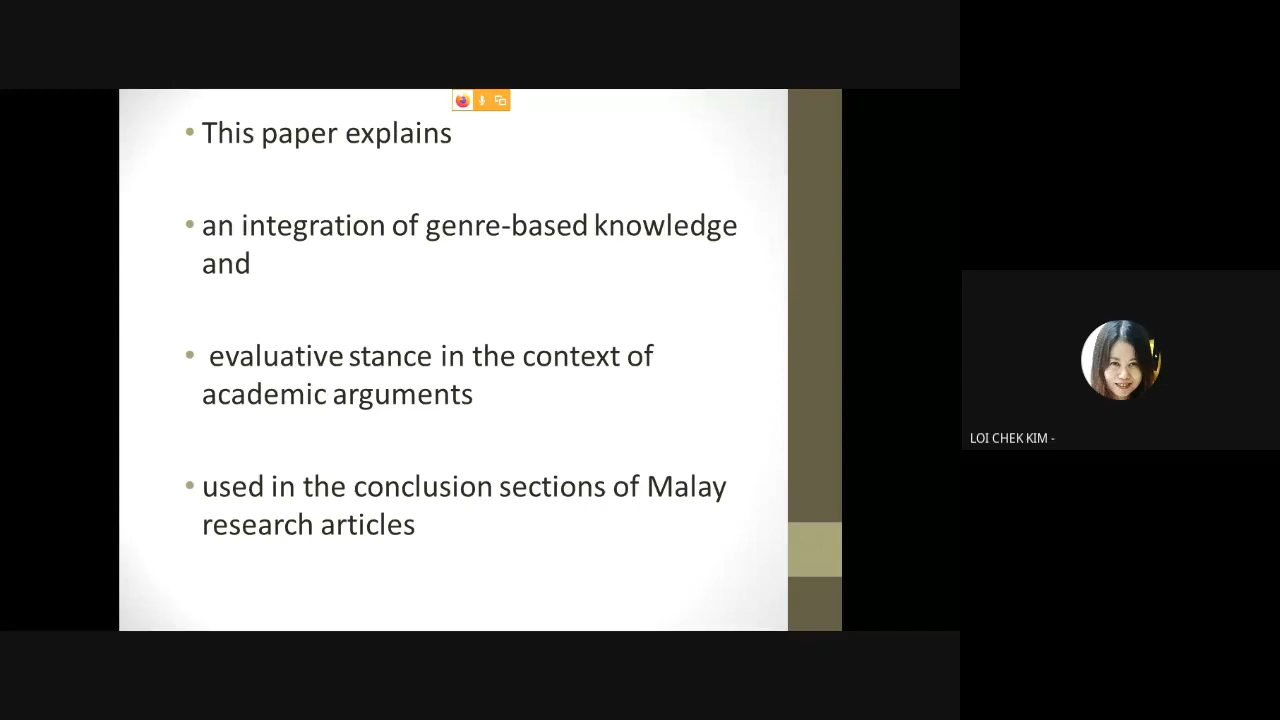 • This paper explains
• an integration of genre-based knowledge
and
• evaluative stance in the context of
academic arguments
• used in the conclusion sections of Malay
research articles
LOI CHEK KIM -